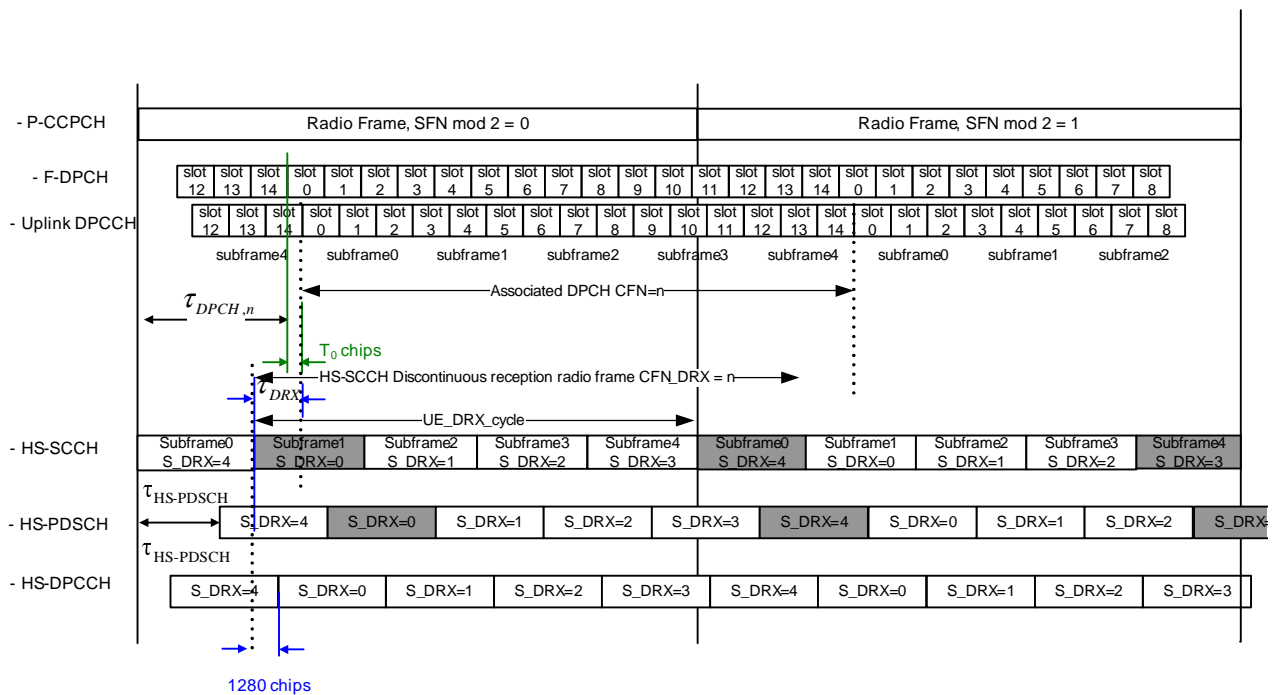 - P-CCPCH
Radio Frame, SFN mod 2 = 0
Radio Frame, SFN mod 2 = 1
- F-DPCH
slot 12 slot 13 slot 14 slot 0 slot 1 slot 2 slot 3 slot 4 slot 5 slot 6 slot 7 slot 8 slot 9 slot 10 slot 11 slot 12 slot 13 slot 14 slot 0 slot 1 slot 2 slot 3 slot 4 slot 5 slot 6 slot 7 slot 8
- Uplink DPCCH
slot 12 slot 13 slot 14 slot 0 slot 1 slot 2 slot 3 slot 4 slot 5 slot 6 slot 7 slot 8 slot 9 slot 10 slot 11 slot 12 slot 13 slot 14 slot 0 slot 1 slot 2 slot 3 slot 4 slot 5 slot 6 slot 7 slot 8
subframe4 subframe0 subframe1 subframe2 subframe3 subframe4 subframe0 subframe1 subframe2
Associated DPCH CFN=n
τDPCH,n
T0 chips
HS-SCCH Discontinuous reception radio frame CFN_DRX = n
τDRX
UE_DRX_cycle
- HS-SCCH
Subframe0 Subframe1 Subframe2 Subframe3 Subframe4 Subframe0 Subframe1 Subframe2 Subframe3 Subframe4
S_DRX=4 S_DRX=0 S_DRX=1 S_DRX=2 S_DRX=3 S_DRX=4 S_DRX=0 S_DRX=1 S_DRX=2 S_DRX=3
τHS-PDSCH
- HS-PDSCH
S_DRX=4 S_DRX=0 S_DRX=1 S_DRX=2 S_DRX=3 S_DRX=4 S_DRX=0 S_DRX=1 S_DRX=2 S_DRX=
τHS-PDSCH
- HS-DPCCH
S_DRX=4 S_DRX=0 S_DRX=1 S_DRX=2 S_DRX=3 S_DRX=4 S_DRX=0 S_DRX=1 S_DRX=2 S_DRX=3
1280 chips